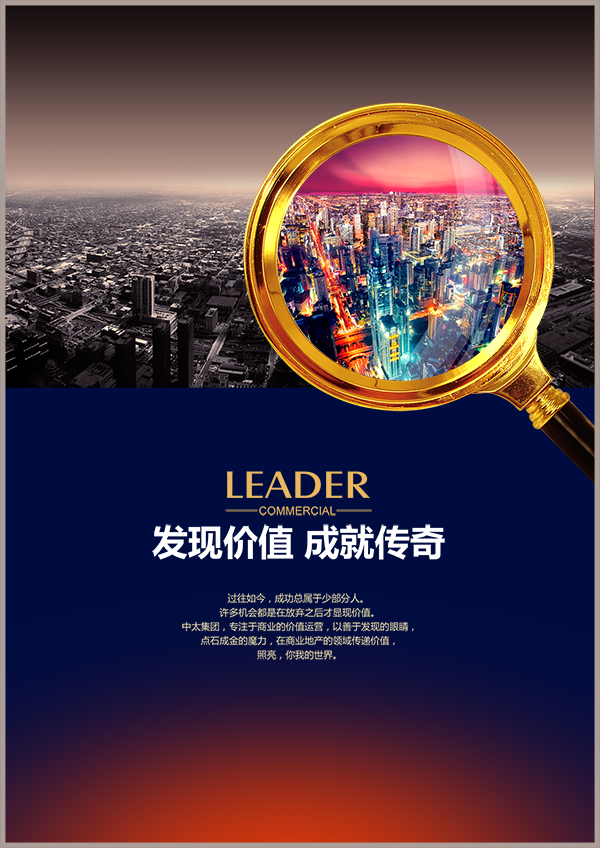 LEADER
COMMERCIAL
发现价值 成就传奇
过往如今，成功总属于少部分人。
许多机会都是在放弃之后才显现价值。
中太集团，专注于商业的价值运营，以善于发现的眼睛，
点石成金的魔力，在商业地产的领域传递价值，
照亮，你我的世界。